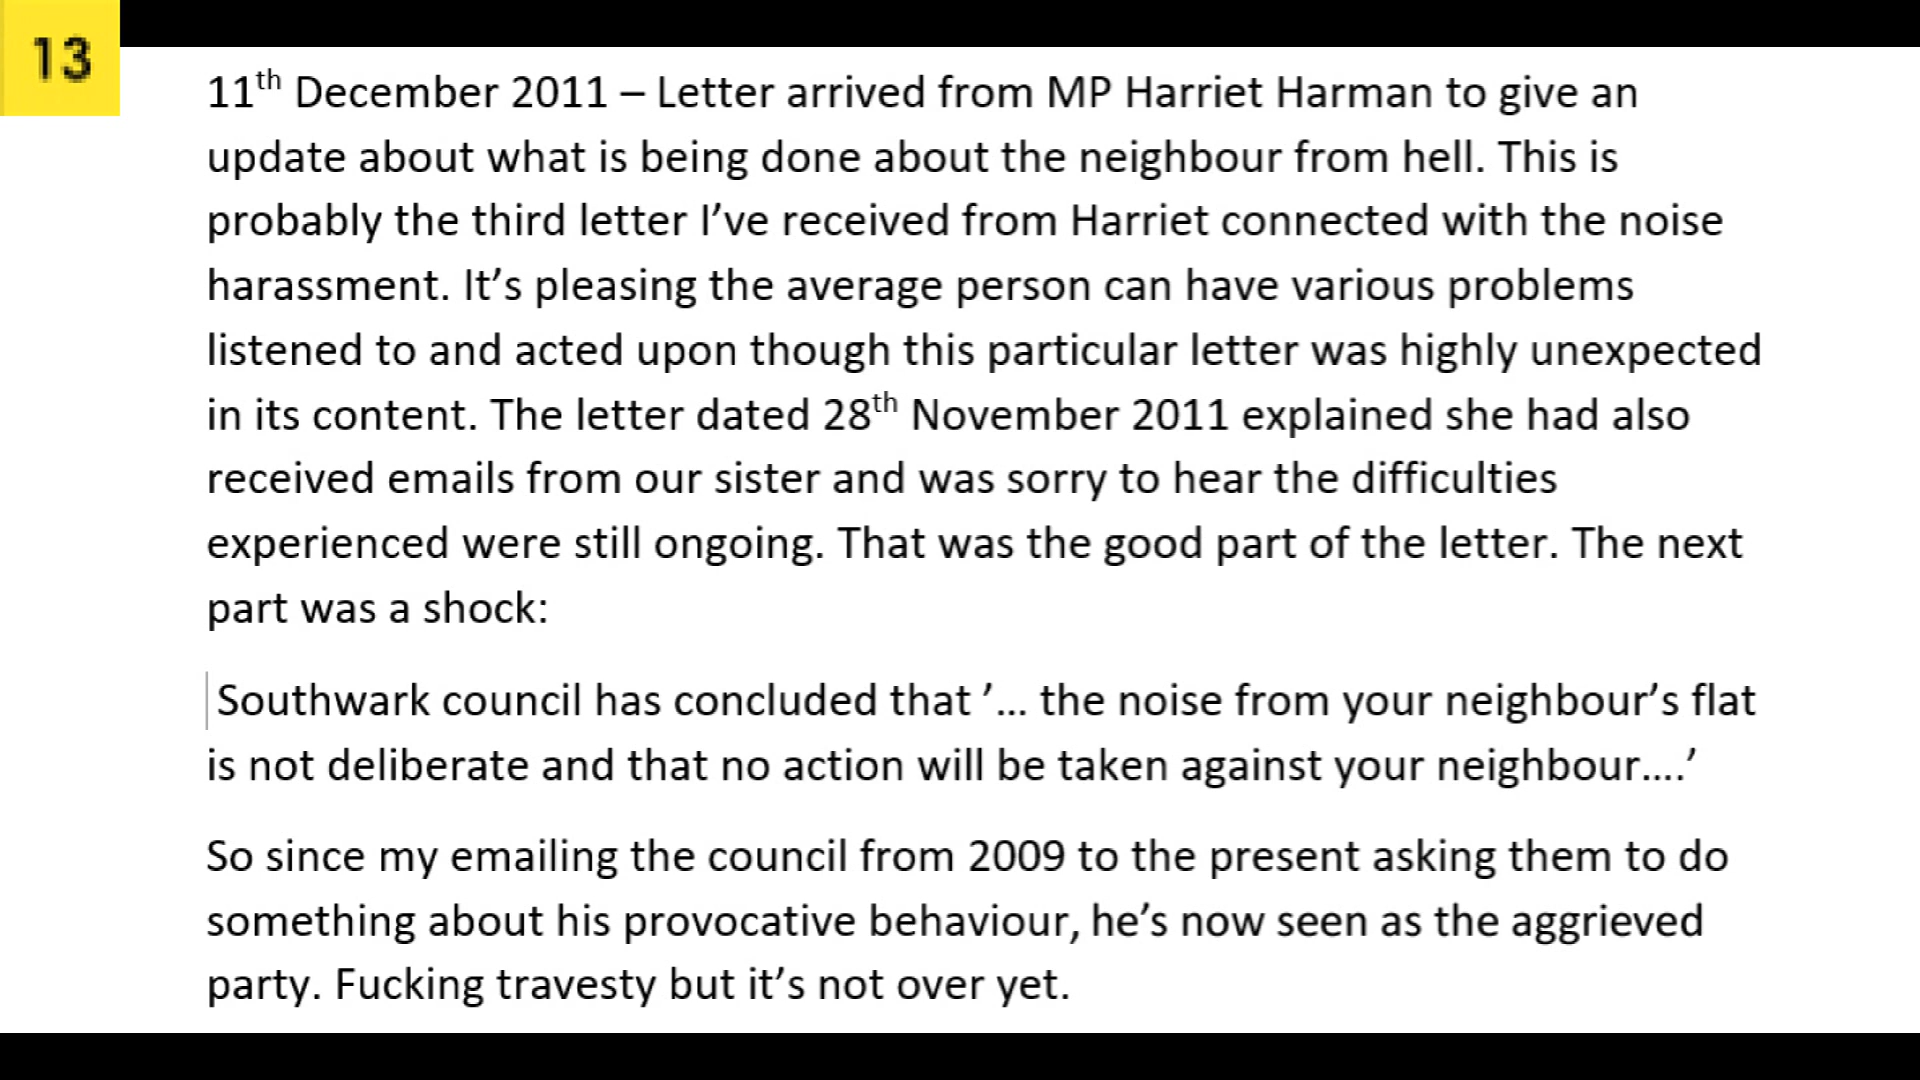 13
11th December 2011 – Letter arrived from MP Harriet Harman to give an
update about what is being done about the neighbour from hell. This is
probably the third letter I’ve received from Harriet connected with the noise
harassment. It’s pleasing the average person can have various problems
listened to and acted upon though this particular letter was highly unexpected
in its content. The letter dated 28th November 2011 explained she had also
received emails from our sister and was sorry to hear the difficulties
experienced were still ongoing. That was the good part of the letter. The next
part was a shock:
Southwark council has concluded that ’... the noise from your neighbour’s flat
is not deliberate and that no action will be taken against your neighbour....’
So since my emailing the council from 2009 to the present asking them to do
something about his provocative behaviour, he’s now seen as the aggrieved
party. Fucking travesty but it’s not over yet.